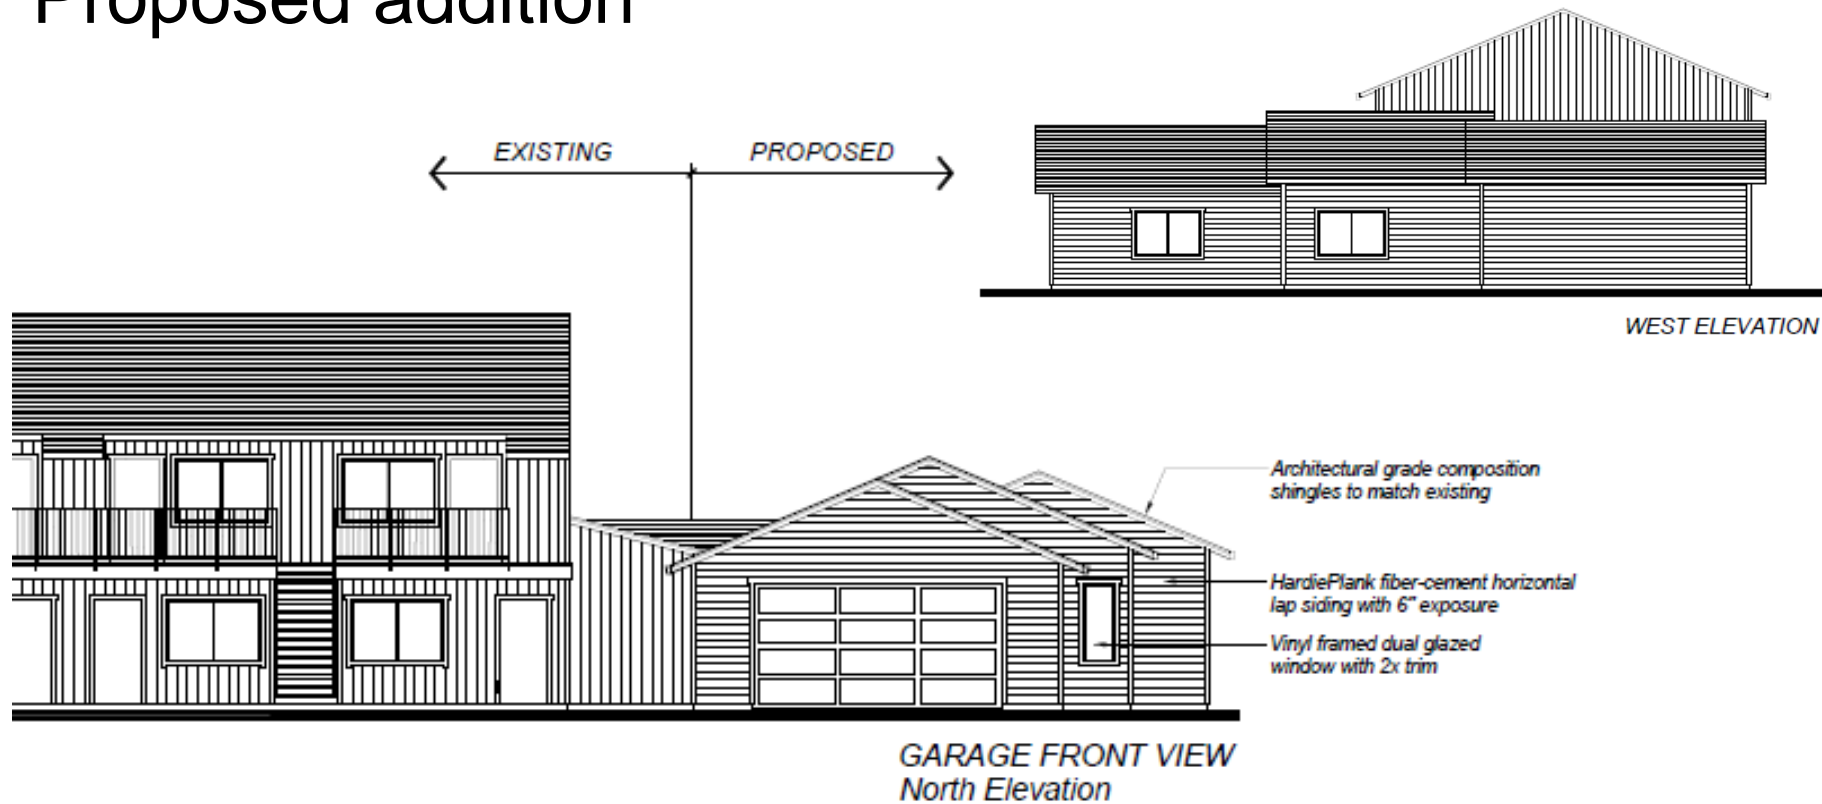 Proposed addition
EXISTING
PROPOSED
WEST ELEVATION
Architectural grade composition
shingles to match existing
HardiePlank fiber-cement horizontal
lap siding with 6" exposure
Vinyl framed dual glazed
window with 2x trim
GARAGE FRONT VIEW
North Elevation